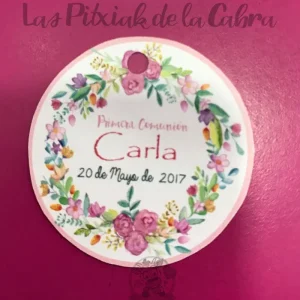 Las Pitxiak de la Cabra
Primera Comunión
Carla
20 de Mayo de 2017